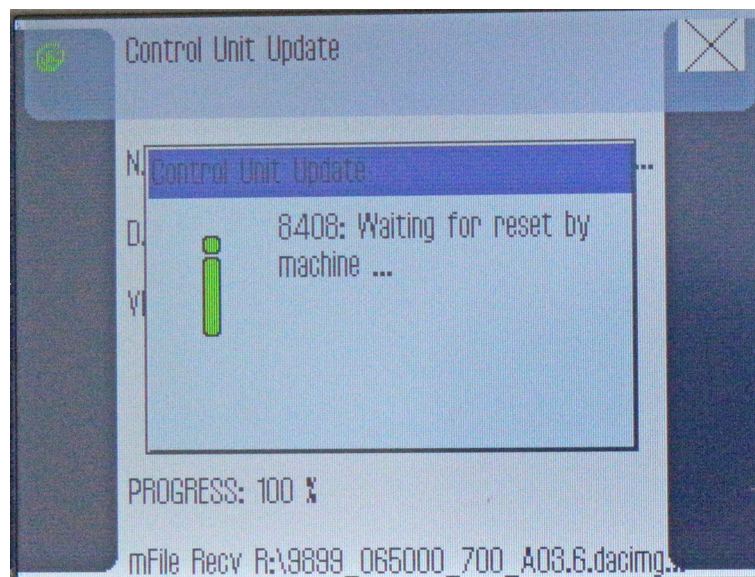 Control Unit Update
N...
Control Unit Update
D.
8408: Waiting for reset by
machine ...
PROGRESS: 100 %
mFile Recv R:\9899_065000_700_A03.6.dacimg...